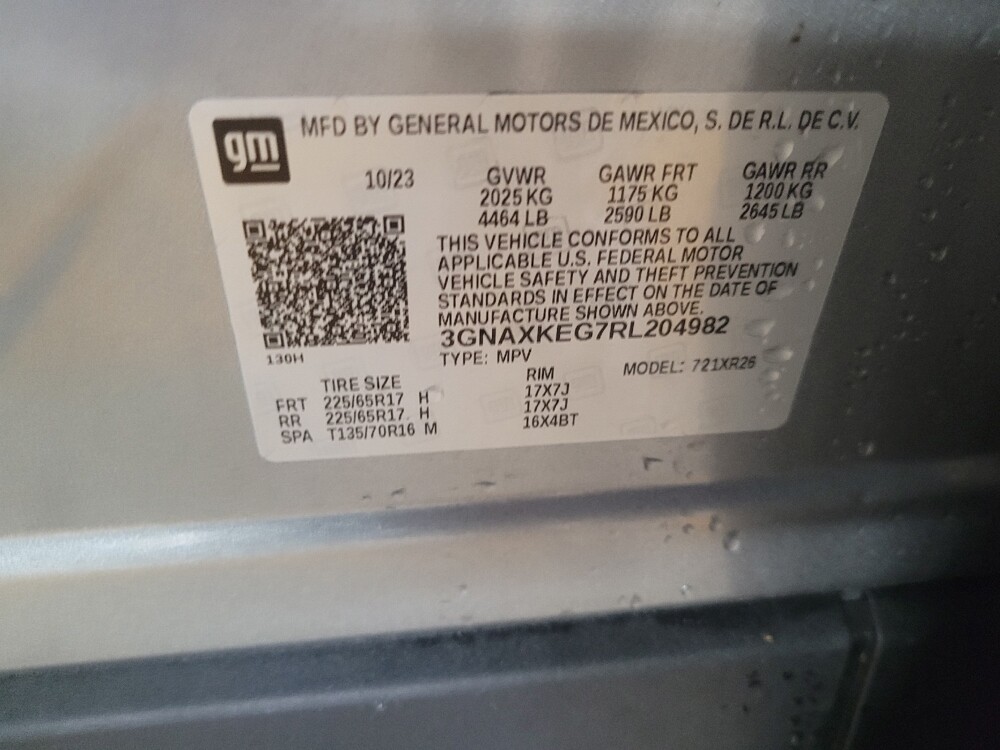 gm
MFD BY GENERAL MOTORS DE MEXICO, S. DE R.L. DE C.V.
10/23
GVWR GAWR FRT GAWR RR
2025 KG 1175 KG 1200 KG
4464 LB 2590 LB 2645 LB
THIS VEHICLE CONFORMS TO ALL
APPLICABLE U.S. FEDERAL MOTOR
VEHICLE SAFETY AND THEFT PREVENTION
STANDARDS IN EFFECT ON THE DATE OF
MANUFACTURE SHOWN ABOVE.
3GNAXKEG7RL204982
130H
TYPE: MPV MODEL: 721XR26
TIRE SIZE RIM
FRT 225/65R17 H 17X7J
RR 225/65R17 H 17X7J
SPA T135/70R16 M 16X4BT